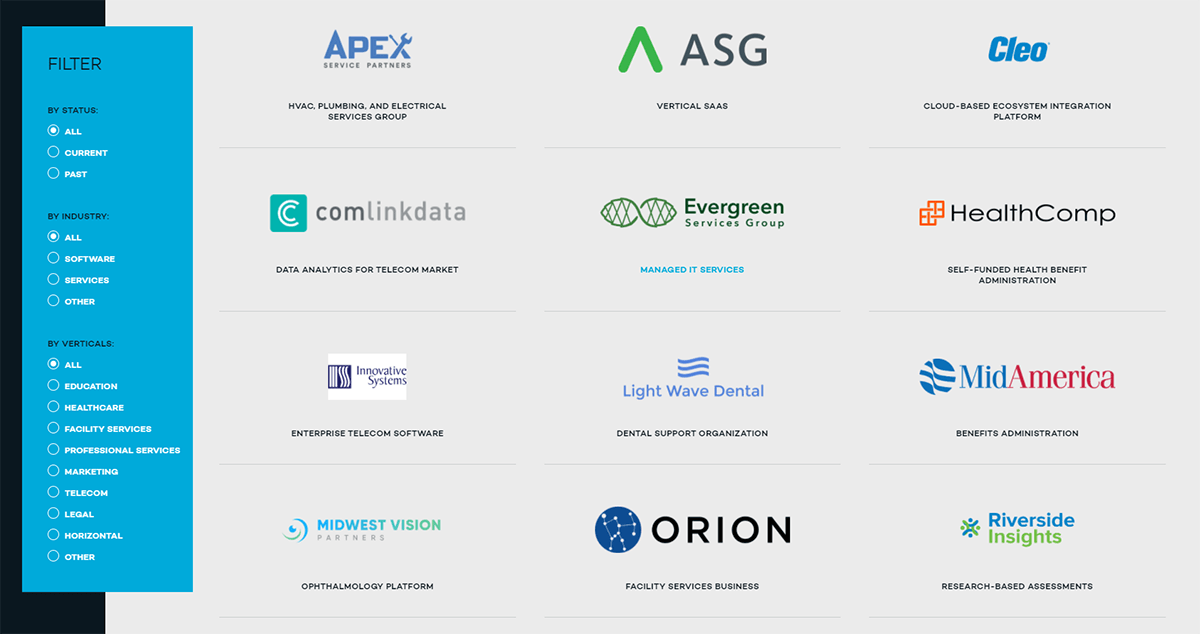 FILTER
BY STATUS:
ALL
CURRENT
PAST
BY INDUSTRY:
ALL
SOFTWARE
SERVICES
OTHER
BY VERTICALS:
ALL
EDUCATION
HEALTHCARE
FACILITY SERVICES
PROFESSIONAL SERVICES
MARKETING
TELECOM
LEGAL
HORIZONTAL
OTHER
APEX
SERVICE PARTNERS
HVAC, PLUMBING, AND ELECTRICAL
SERVICES GROUP
ASG
VERTICAL SAAS
Cleo
CLOUD-BASED ECOSYSTEM INTEGRATION
PLATFORM
comlinkdata
DATA ANALYTICS FOR TELECOM MARKET
Evergreen
Services Group
MANAGED IT SERVICES
HealthComp
SELF-FUNDED HEALTH BENEFIT
ADMINISTRATION
Innovative
Systems
ENTERPRISE TELECOM SOFTWARE
Light Wave Dental
DENTAL SUPPORT ORGANIZATION
MidAmerica
BENEFITS ADMINISTRATION
MIDWEST VISION
PARTNERS
OPHTHALMOLOGY PLATFORM
ORION
FACILITY SERVICES BUSINESS
Riverside
Insights
RESEARCH-BASED ASSESSMENTS